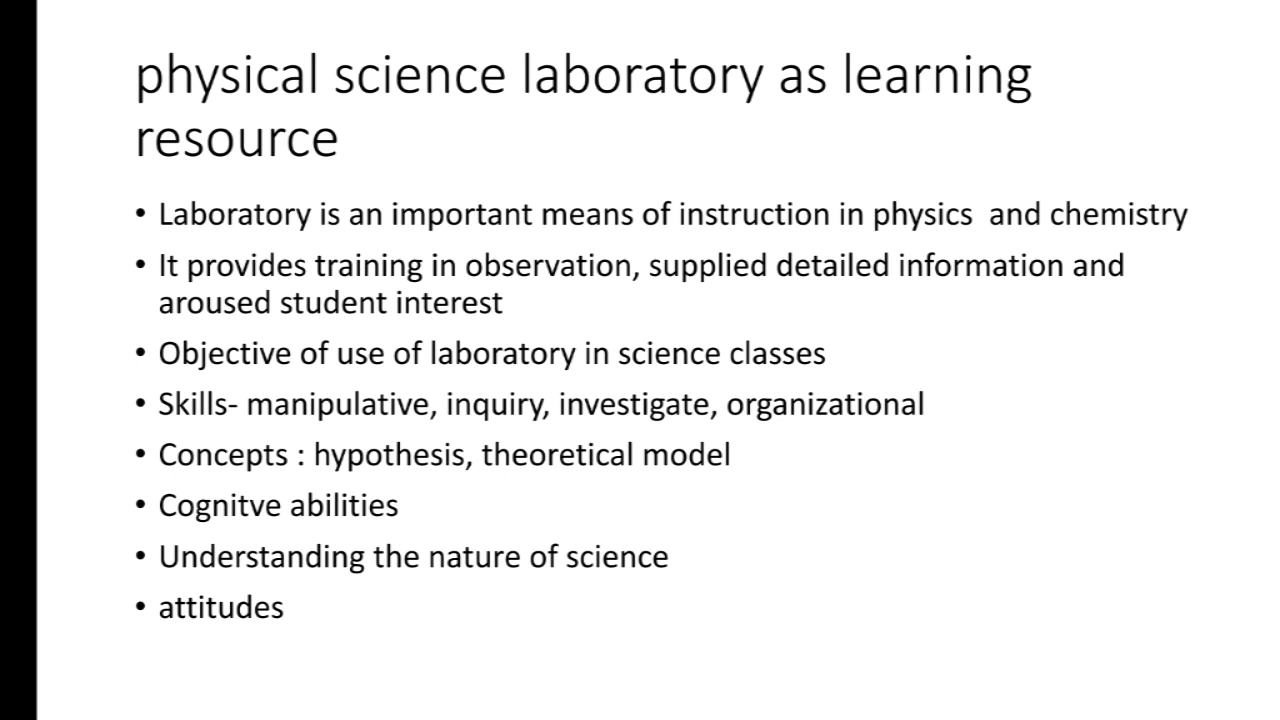 physical science laboratory as learning
resource
• Laboratory is an important means of instruction in physics  and chemistry
• It provides training in observation, supplied detailed information and
aroused student interest
• Objective of use of laboratory in science classes
• Skills- manipulative, inquiry, investigate, organizational
• Concepts : hypothesis, theoretical model
• Cognitve abilities
• Understanding the nature of science
• attitudes